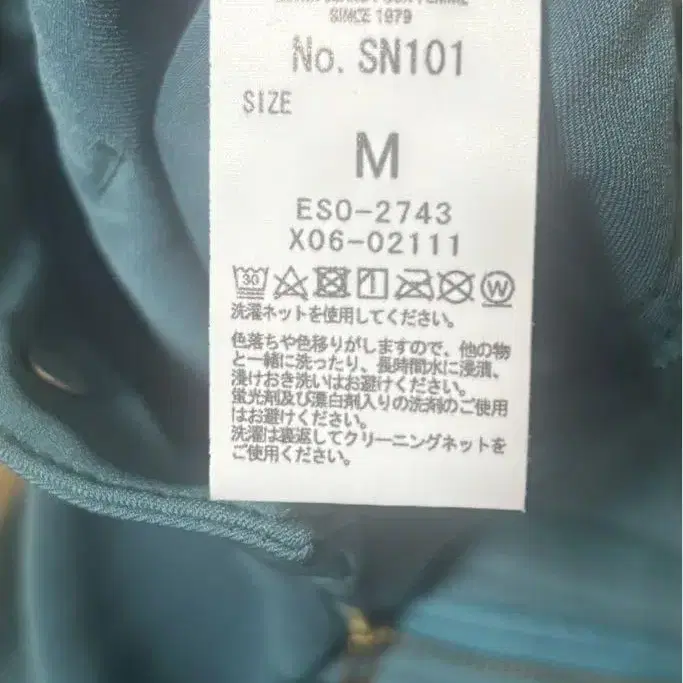 SINCE 1979
No. SN101
SIZE
M
ES0-2743
X06-02111
30 W
洗濯ネットを使用してください。
色落ちや色移りがしますので、他の物
と一緒に洗ったり、長時間水に浸漬、
浸けおき洗いはお避けください。
蛍光剤及び漂白剤入りの洗剤のご使用
はお避けください。
洗濯は裏返してクリーニングネットを
ご使用ください。